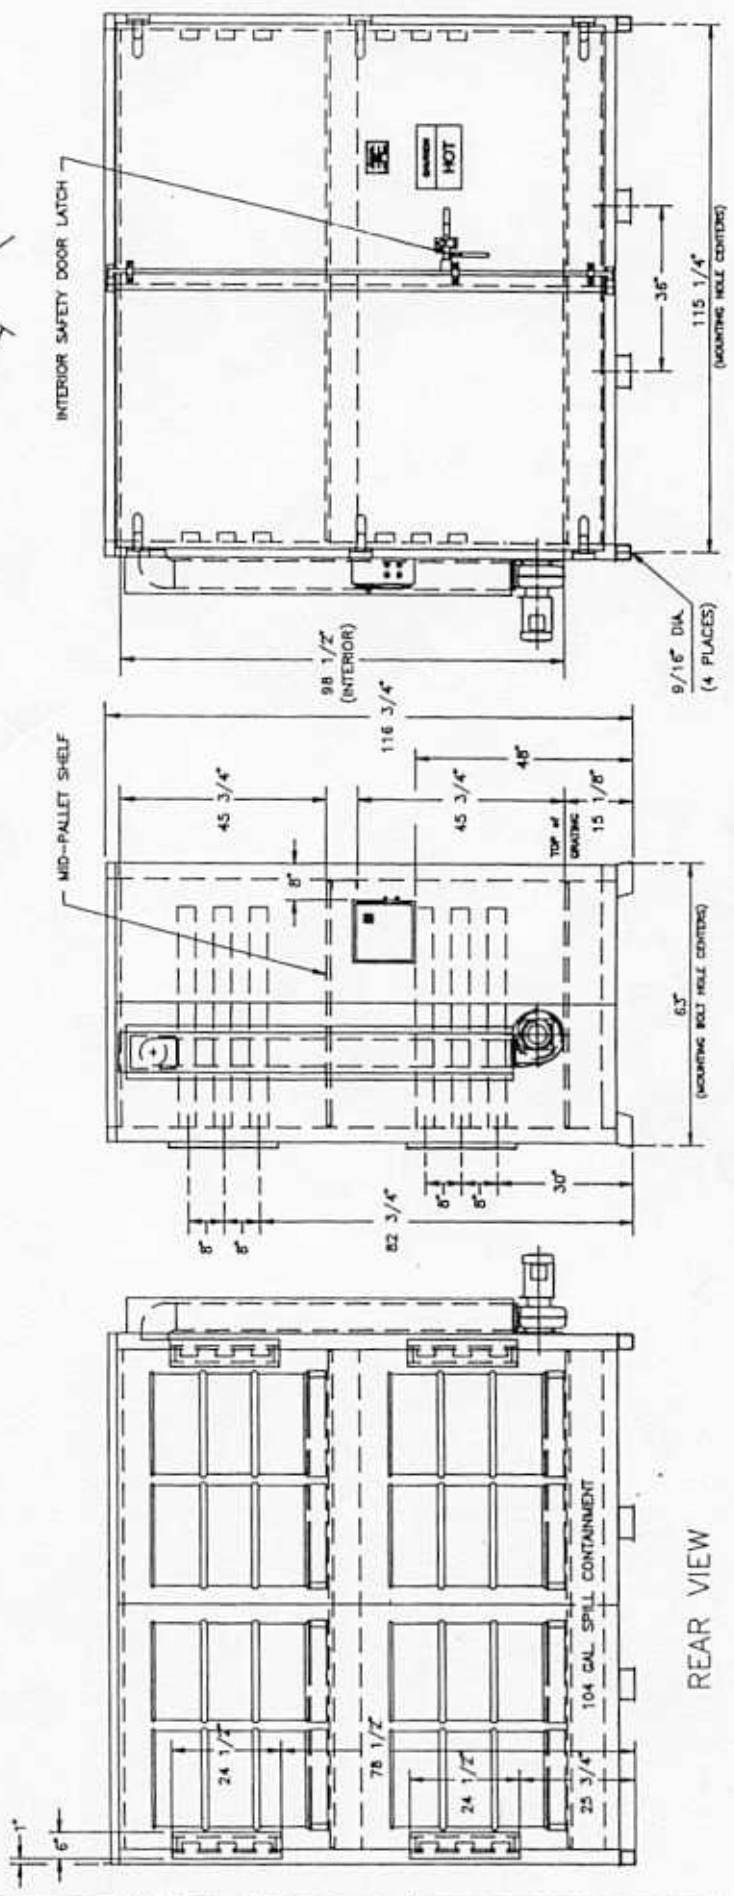 INTERIOR SAFETY DOOR LATCH
HOT
36"
115 1/4"
(MOUNTING HOLE CENTERS)
9/16" DIA.
(4 PLACES)
98 1/2"
(INTERIOR)
MID-PALLET SHELF
116 3/4"
45 3/4"
48"
8"
45 3/4"
TOP of
GRATING
15 1/8"
63"
(MOUNTING BOLT HOLE CENTERS)
8"
8"
82 3/4"
8"
8"
30"
1"
6"
24 1/2"
78 1/2"
24 1/2"
25 3/4"
104 GAL. SPILL CONTAINMENT
REAR VIEW